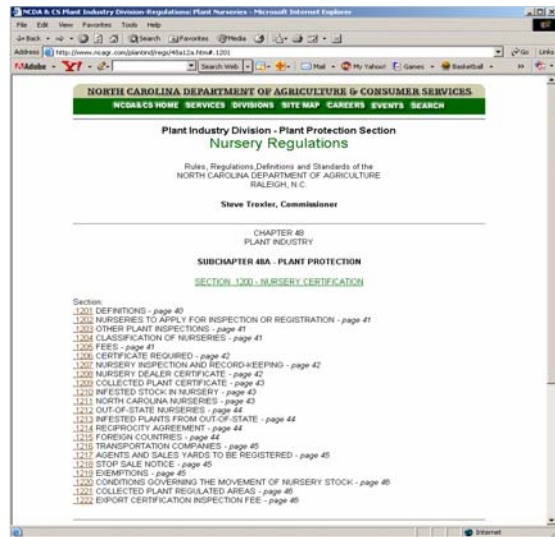 NCDA & CS Plant Industry Division-Regulations: Plant Nurseries - Microsoft Internet Explorer
File Edit View Favorites Tools Help
Back Search Favorites Media
Address http://www.ncagr.com/plantind/regs/48a12a.htm#.1201 Go Links
Adobe Y! Search Web Mail My Yahoo! Games Basketball
NORTH CAROLINA DEPARTMENT OF AGRICULTURE & CONSUMER SERVICES
NCDA&CS HOME SERVICES DIVISIONS SITE MAP CAREERS EVENTS SEARCH
Plant Industry Division - Plant Protection Section
Nursery Regulations
Rules, Regulations,Definitions and Standards of the
NORTH CAROLINA DEPARTMENT OF AGRICULTURE
RALEIGH, N.C.
Steve Troxler, Commissioner
CHAPTER 48
PLANT INDUSTRY
SUBCHAPTER 48A - PLANT PROTECTION
SECTION .1200 - NURSERY CERTIFICATION
Section:
.1201 DEFINITIONS - page 40
.1202 NURSERIES TO APPLY FOR INSPECTION OR REGISTRATION - page 41
.1203 OTHER PLANT INSPECTIONS - page 41
.1204 CLASSIFICATION OF NURSERIES - page 41
.1205 FEES - page 41
.1206 CERTIFICATE REQUIRED - page 42
.1207 NURSERY INSPECTION AND RECORD-KEEPING - page 42
.1208 NURSERY DEALER CERTIFICATE - page 42
.1209 COLLECTED PLANT CERTIFICATE - page 43
.1210 INFESTED STOCK IN NURSERY - page 43
.1211 NORTH CAROLINA NURSERIES - page 43
.1212 OUT-OF-STATE NURSERIES - page 44
.1213 INFESTED PLANTS FROM OUT-OF-STATE - page 44
.1214 RECIPROCITY AGREEMENT - page 44
.1215 FOREIGN COUNTRIES - page 44
.1216 TRANSPORTATION COMPANIES - page 45
.1217 AGENTS AND SALES YARDS TO BE REGISTERED - page 45
.1218 STOP SALE NOTICE - page 45
.1219 EXEMPTIONS - page 45
.1220 CONDITIONS GOVERNING THE MOVEMENT OF NURSERY STOCK - page 46
.1221 COLLECTED PLANT REGULATED AREAS - page 46
.1222 EXPORT CERTIFICATION INSPECTION FEE - page 46
Internet